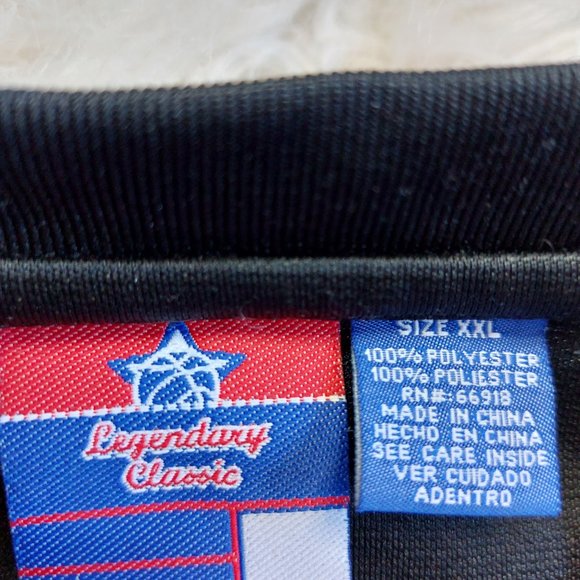 Legendary
Classic
SIZE XXL
100% POLYESTER
100% POLIESTER
RN#: 66918
MADE IN CHINA
HECHO EN CHINA
SEE CARE INSIDE
VER CUIDADO
ADENTRO